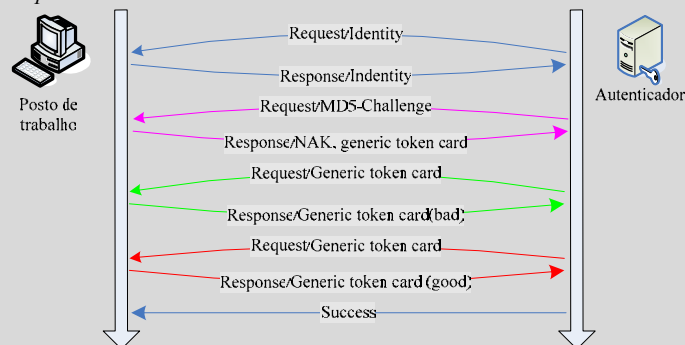 Request/Identity
Response/Indentity
Posto de
trabalho
Autenticador
Request/MD5-Challenge
Response/NAK, generic token card
Request/Generic token card
Response/Generic token card(bad)
Request/Generic token card
Response/Generic token card (good)
Success